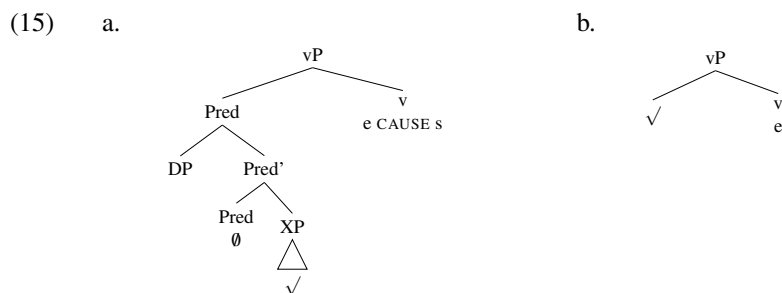 (15) a. b.
vP vP
Pred v √ v
e CAUSE s e
DP Pred’
Pred XP
∅
√